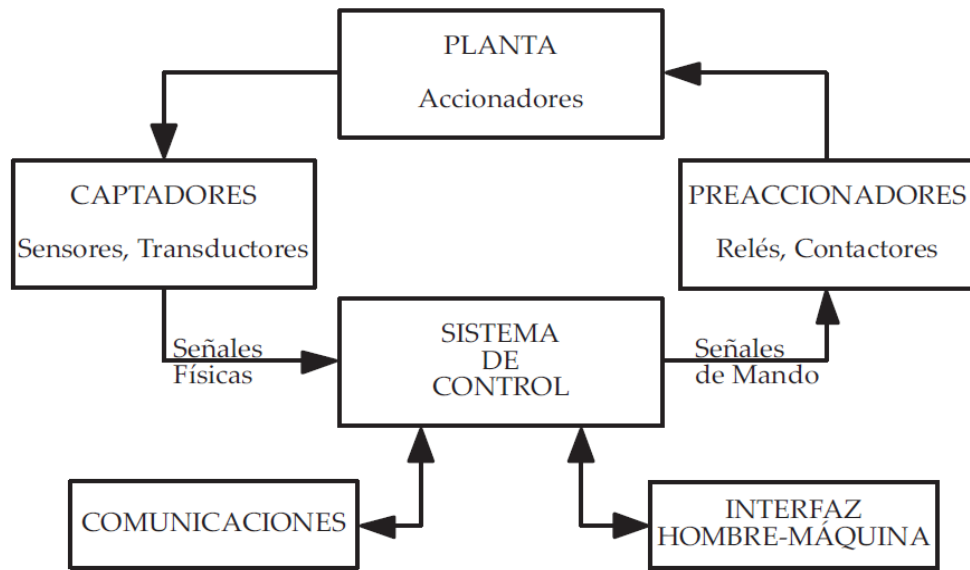 PLANTA
Accionadores
CAPTADORES
Sensores, Transductores
PREACCIONADORES
Relés, Contactores
Señales
Físicas
SISTEMA
DE
CONTROL
Señales
de Mando
COMUNICACIONES
INTERFAZ
HOMBRE-MÁQUINA